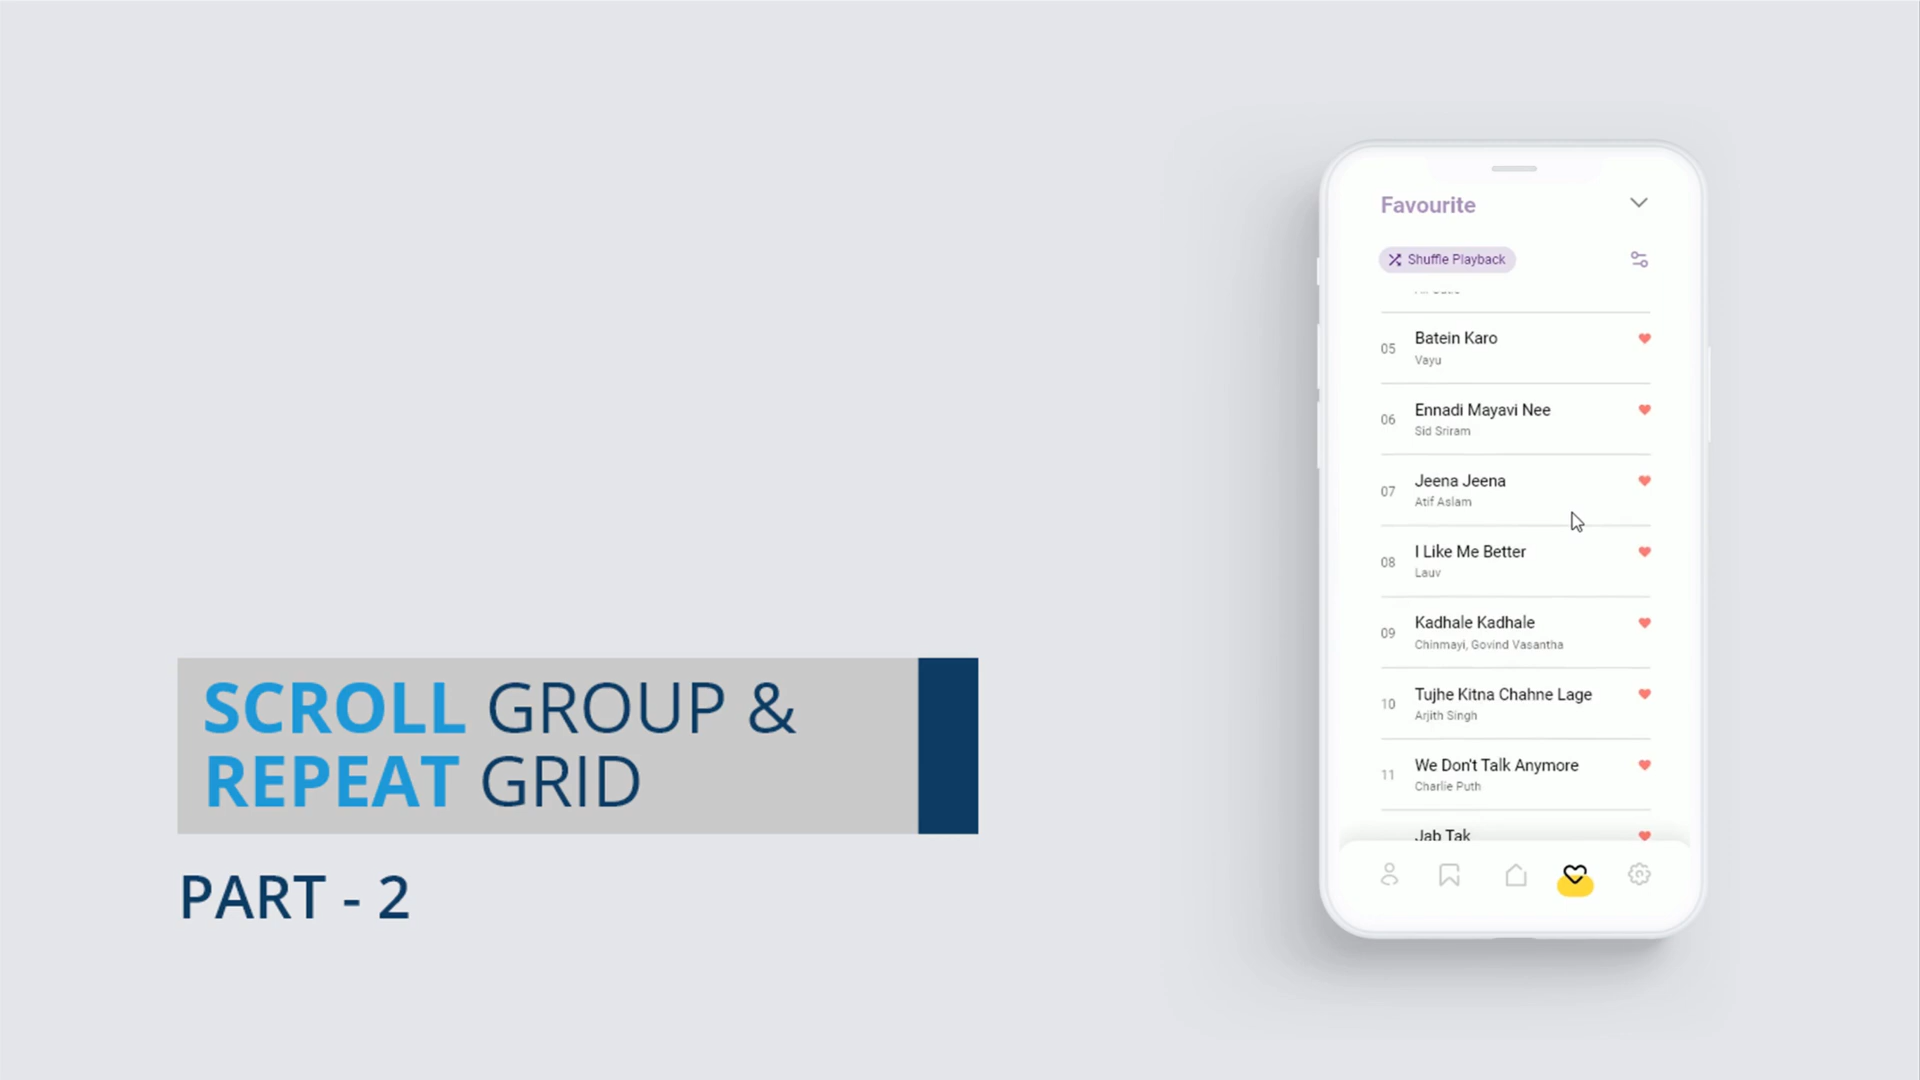 SCROLL GROUP &
REPEAT GRID
PART - 2
Favourite
Shuffle Playback
05
Batein Karo
Vayu
06
Ennadi Mayavi Nee
Sid Sriram
07
Jeena Jeena
Atif Aslam
08
I Like Me Better
Lauv
09
Kadhale Kadhale
Chinmayi, Govind Vasantha
10
Tujhe Kitna Chahne Lage
Arjith Singh
11
We Don't Talk Anymore
Charlie Puth
Jab Tak